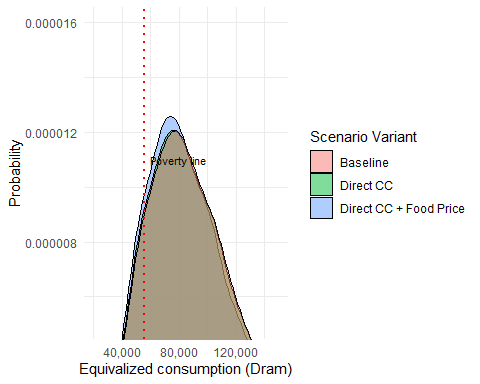 0.000016
0.000012
0.000008
Probability
Poverty line
40,000
80,000
120,000
Equivalized consumption (Dram)
Scenario Variant
Baseline
Direct CC
Direct CC + Food Price